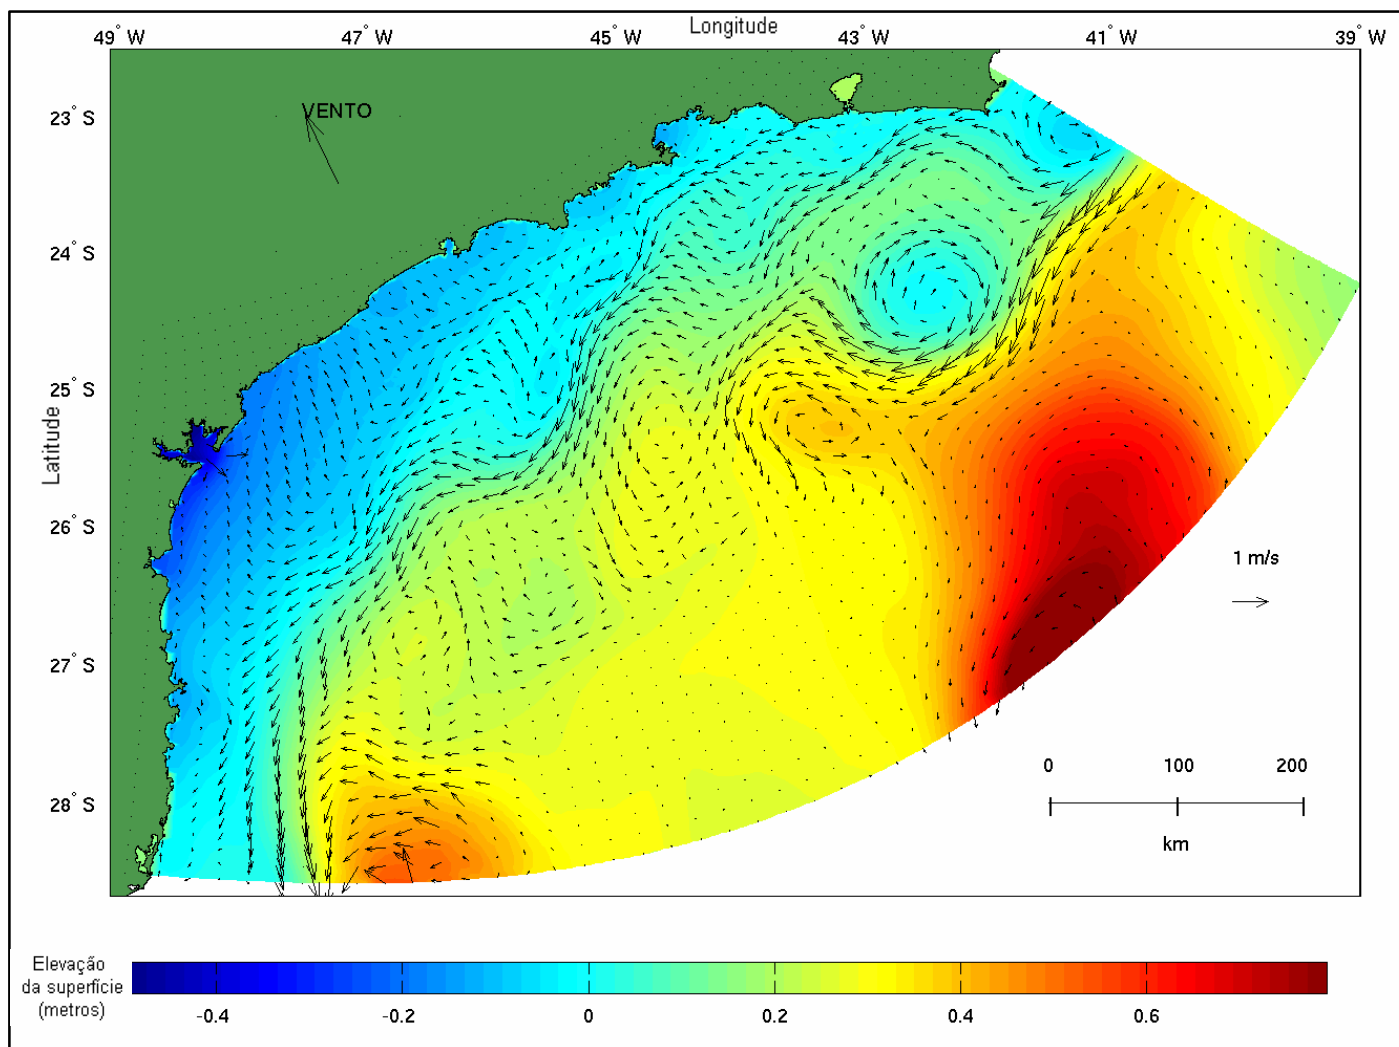 Longitude
49° W 47° W 45° W 43° W 41° W 39° W
VENTO
23° S
24° S
25° S
Latitude
26° S
27° S
28° S
1 m/s
0 100 200
km
Elevação
da superfície
(metros)
-0.4 -0.2 0 0.2 0.4 0.6